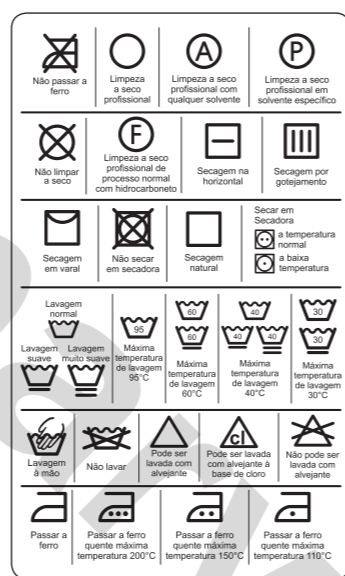 A
P
Não passar a
ferro
Limpeza
a seco
profissional
Limpeza a seco
profissional com
qualquer solvente
Limpeza a seco
profissional em
solvente específico
F
Não limpar
a seco
Limpeza a seco
profissional de
processo normal
com hidrocarboneto
Secagem na
horizontal
Secagem por
gotejamento
Secagem
em varal
Não secar
em secadora
Secagem
natural
Secar em
Secadora
a temperatura
normal
a baixa
temperatura
Lavagem
normal
Lavagem
suave
Lavagem
muito suave
95
Máxima
temperatura
de lavagem
95°C
60
60
Máxima
temperatura
de lavagem
60°C
40
40
40
Máxima
temperatura
de lavagem
40°C
30
30
Máxima
temperatura
de lavagem
30°C
Lavagem
à mão
Não lavar
Pode ser
lavada com
alvejante
cl
Pode ser lavada
com alvejante à
base de cloro
Não pode ser
lavada com
alvejante
Passar a
ferro
Passar a ferro
quente máxima
temperatura 200°C
Passar a ferro
quente máxima
temperatura 150°C
Passar a ferro
quente máxima
temperatura 110°C